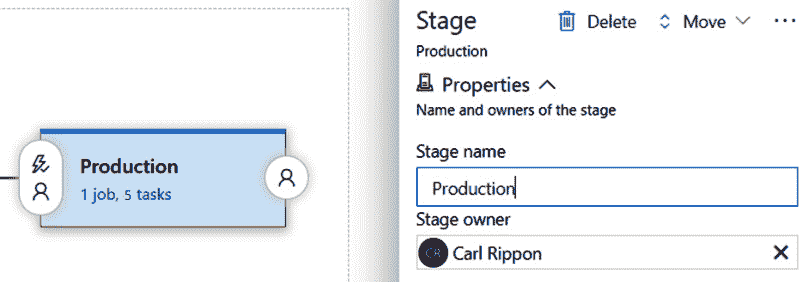 Production
1 job, 5 tasks
Stage
Delete
Move
Production
Properties
Name and owners of the stage
Stage name
Production
Stage owner
CR
Carl Rippon